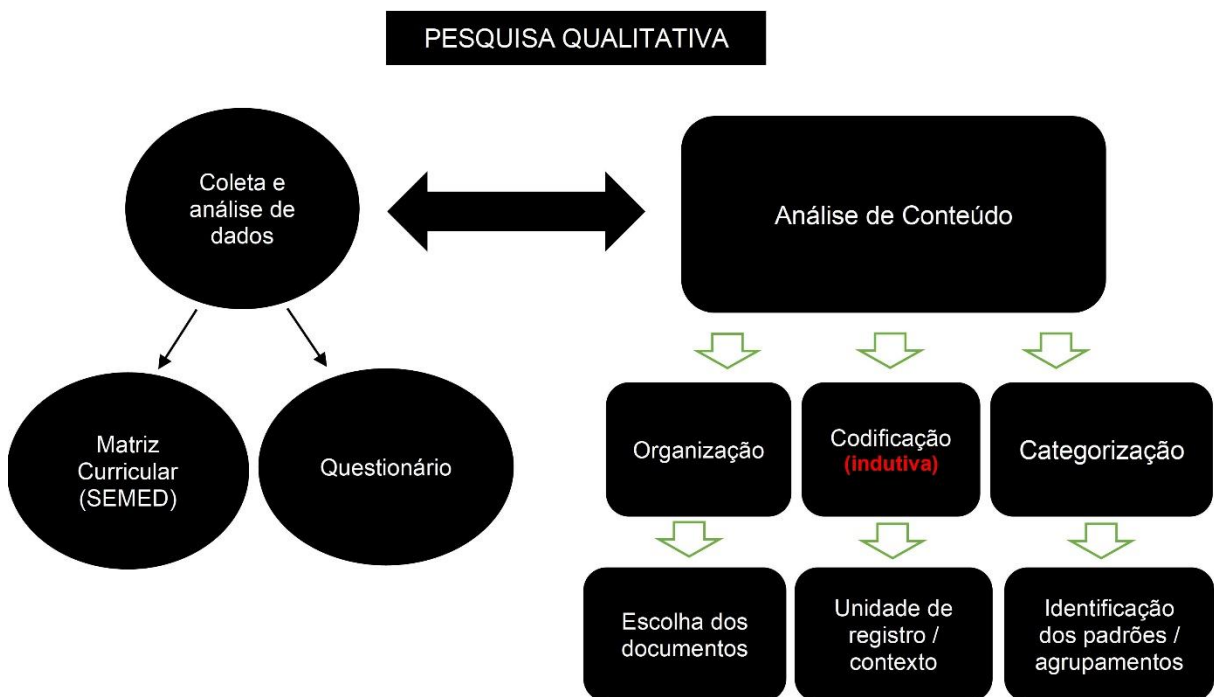 PESQUISA QUALITATIVA
Coleta e
análise de
dados
Matriz
Curricular
(SEMED)
Questionário
Análise de Conteúdo
Organização
Codificação
(indutiva)
Categorização
Escolha dos
documentos
Unidade de
registro /
contexto
Identificação
dos padrões /
agrupamentos